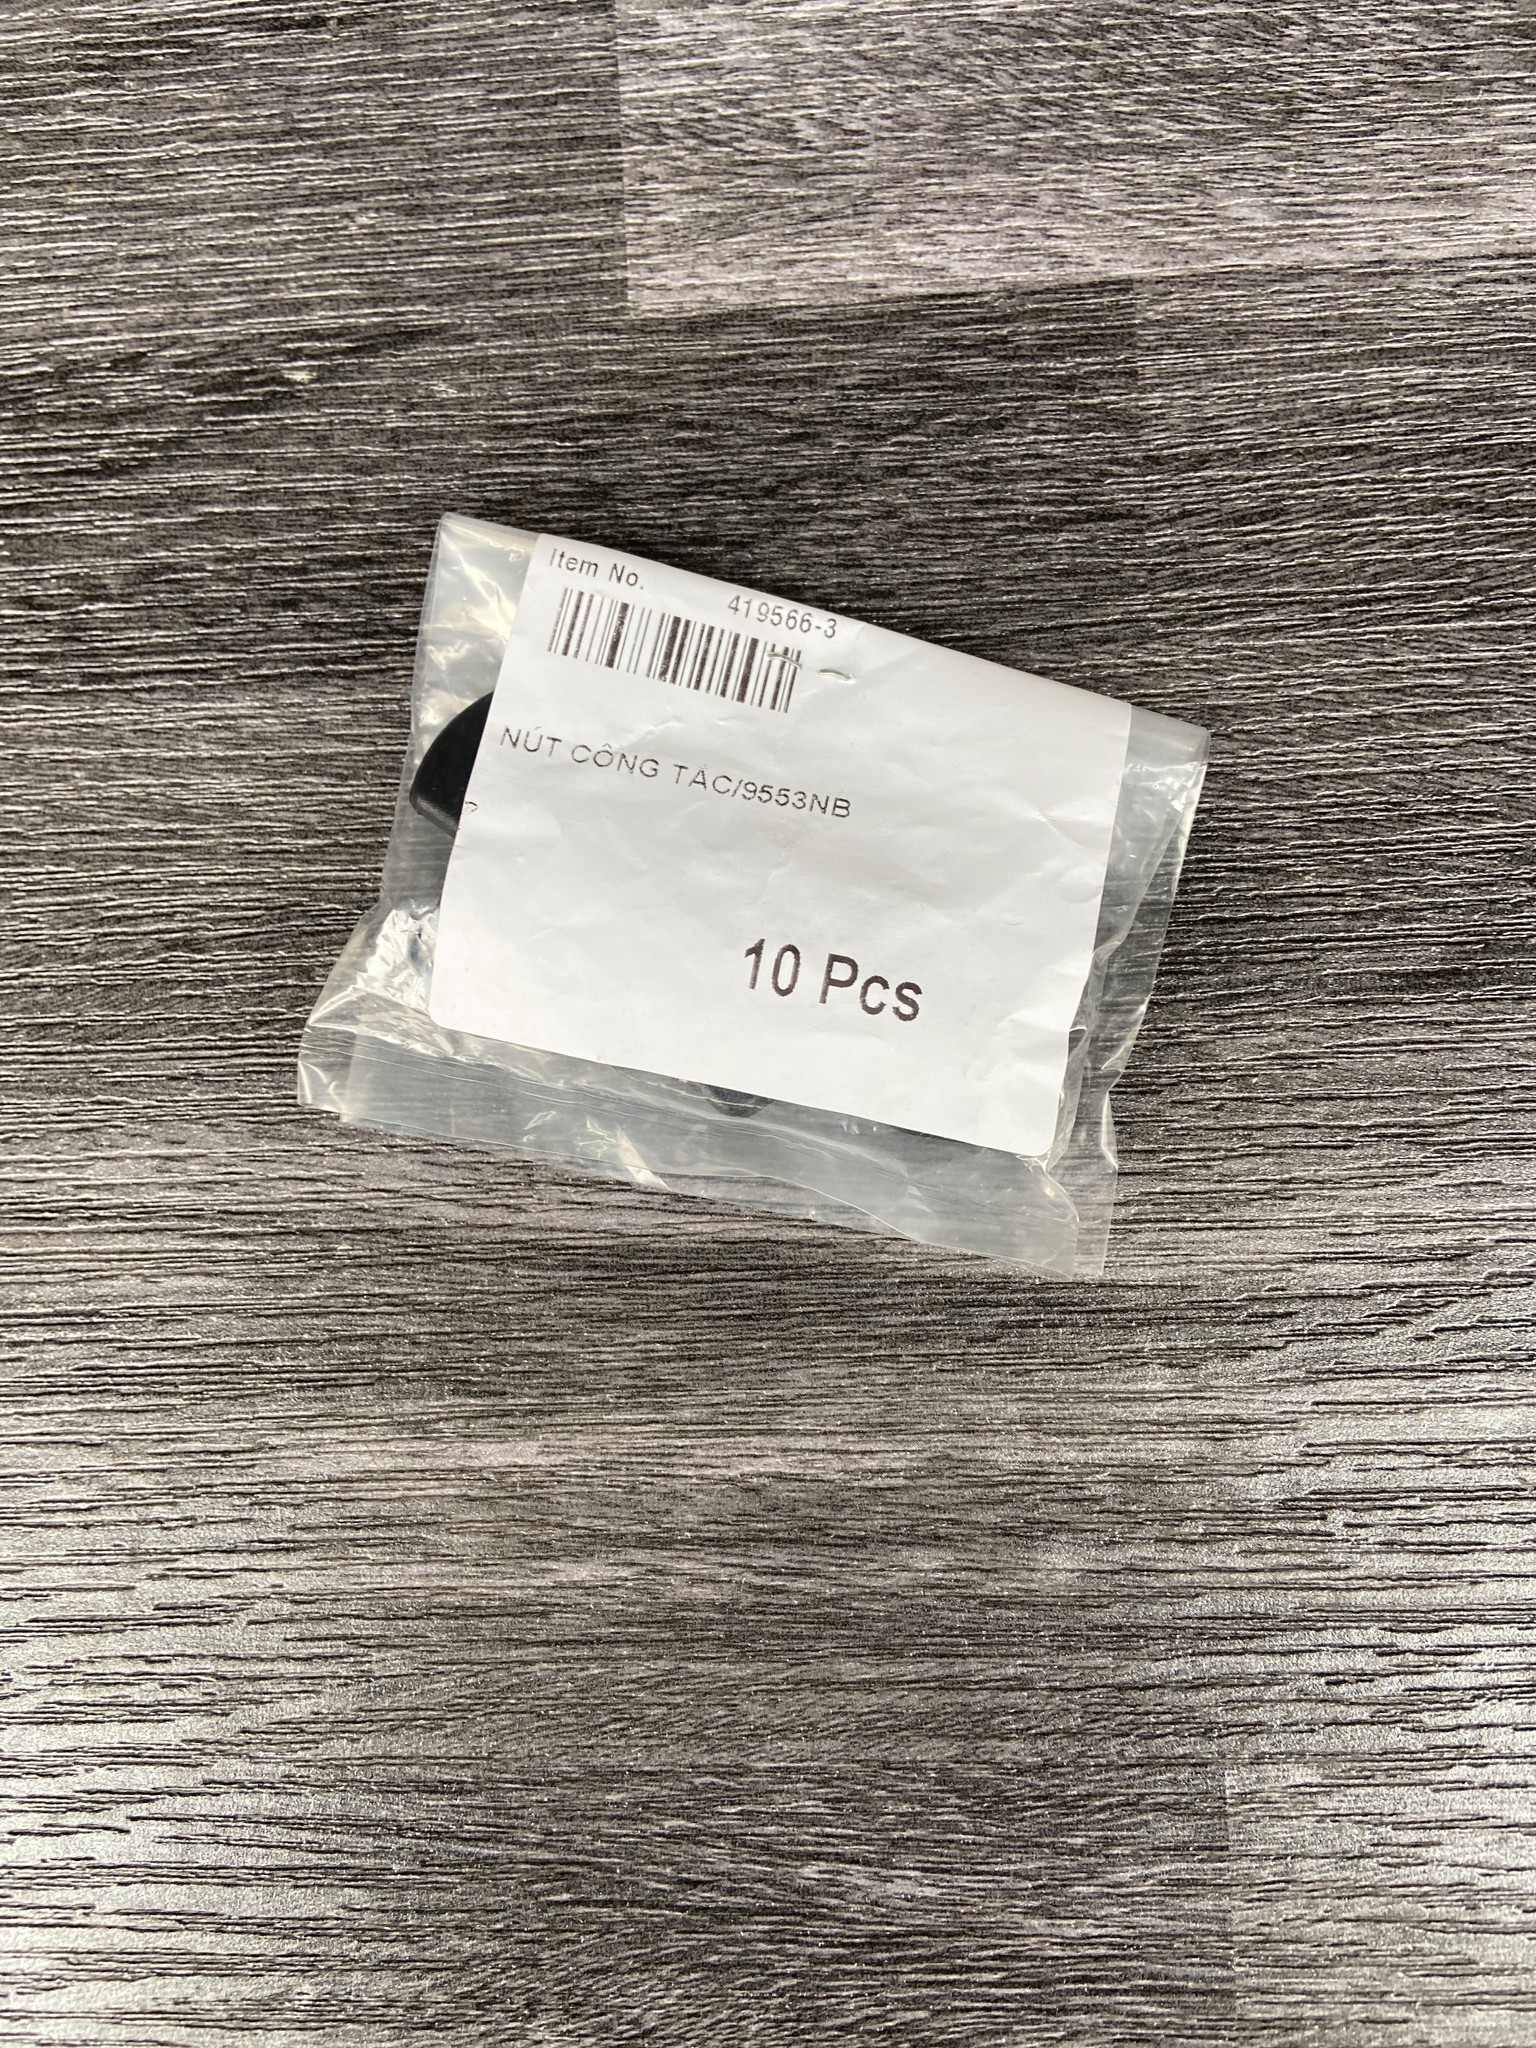 Item No.
419566-3
NÚT CÔNG TẮC/9553NB
10 Pcs